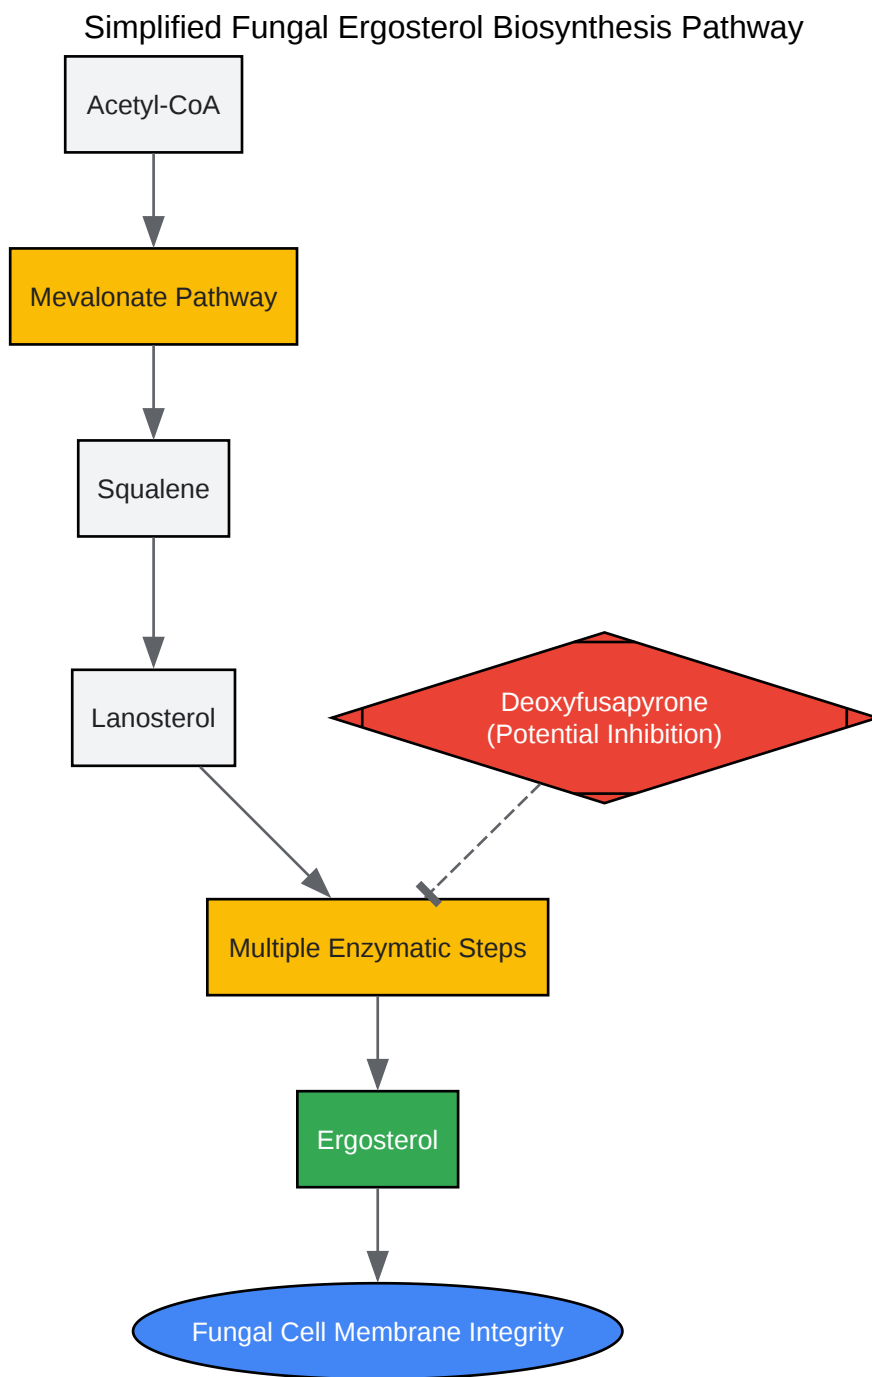 Simplified Fungal Ergosterol Biosynthesis Pathway
Acetyl-CoA
Mevalonate Pathway
Squalene
Lanosterol
Deoxyfusapyrone
(Potential Inhibition)
Multiple Enzymatic Steps
Ergosterol
Fungal Cell Membrane Integrity